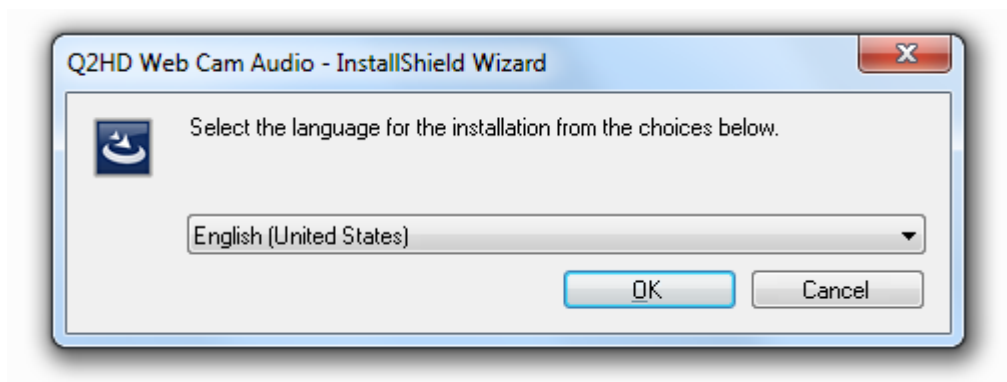 Q2HD Web Cam Audio - InstallShield Wizard
Select the language for the installation from the choices below.
English (United States)
OK
Cancel